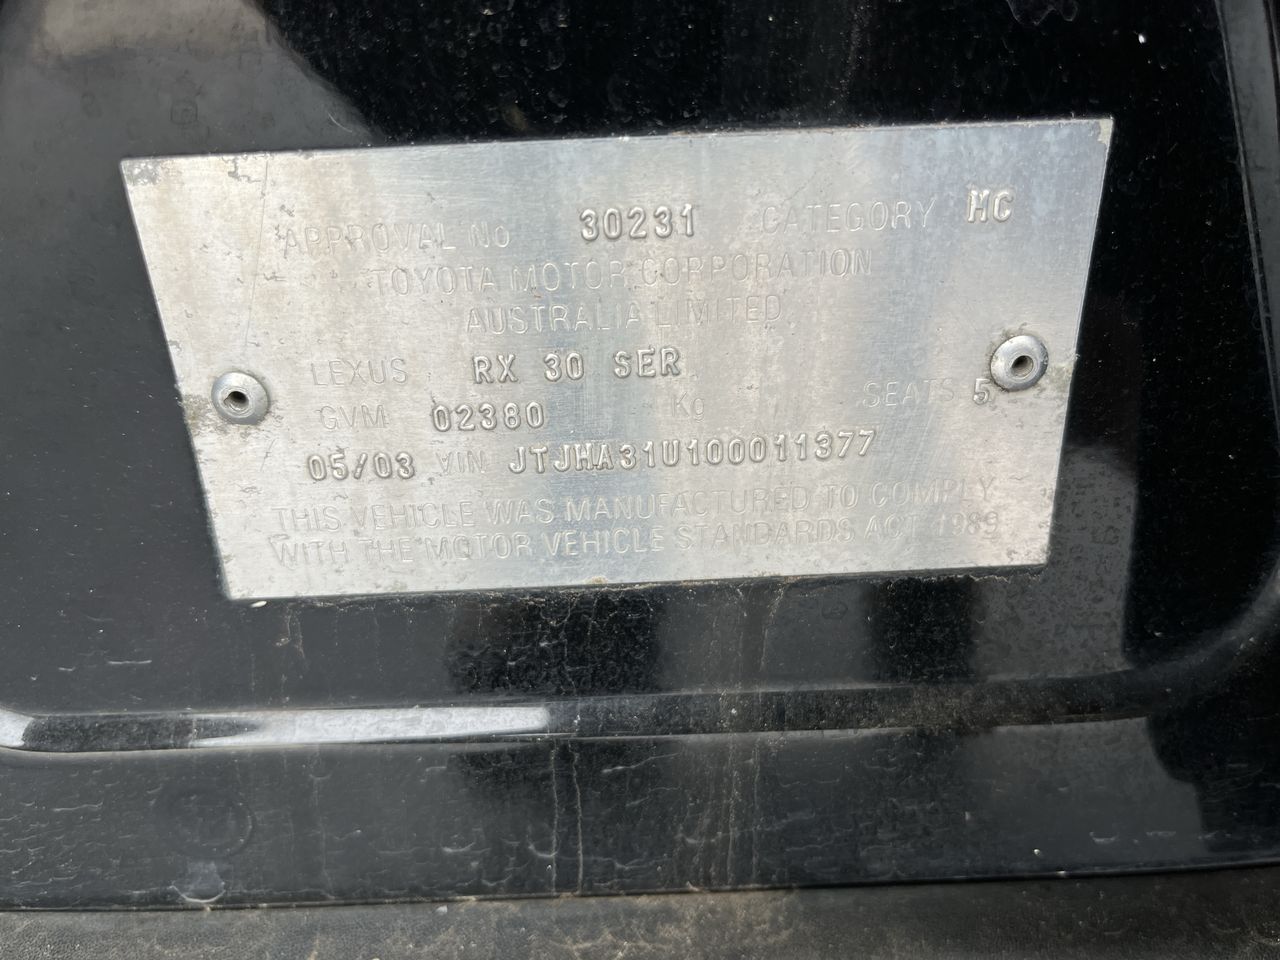 APPROVAL No 30231 CATEGORY MC
TOYOTA MOTOR CORPORATION
AUSTRALIA LIMITED
LEXUS RX 30 SER
GVM 02380 Kg SEATS 5
05/03 VIN JTJHA31U100011377
THIS VEHICLE WAS MANUFACTURED TO COMPLY
WITH THE MOTOR VEHICLE STANDARDS ACT 1989